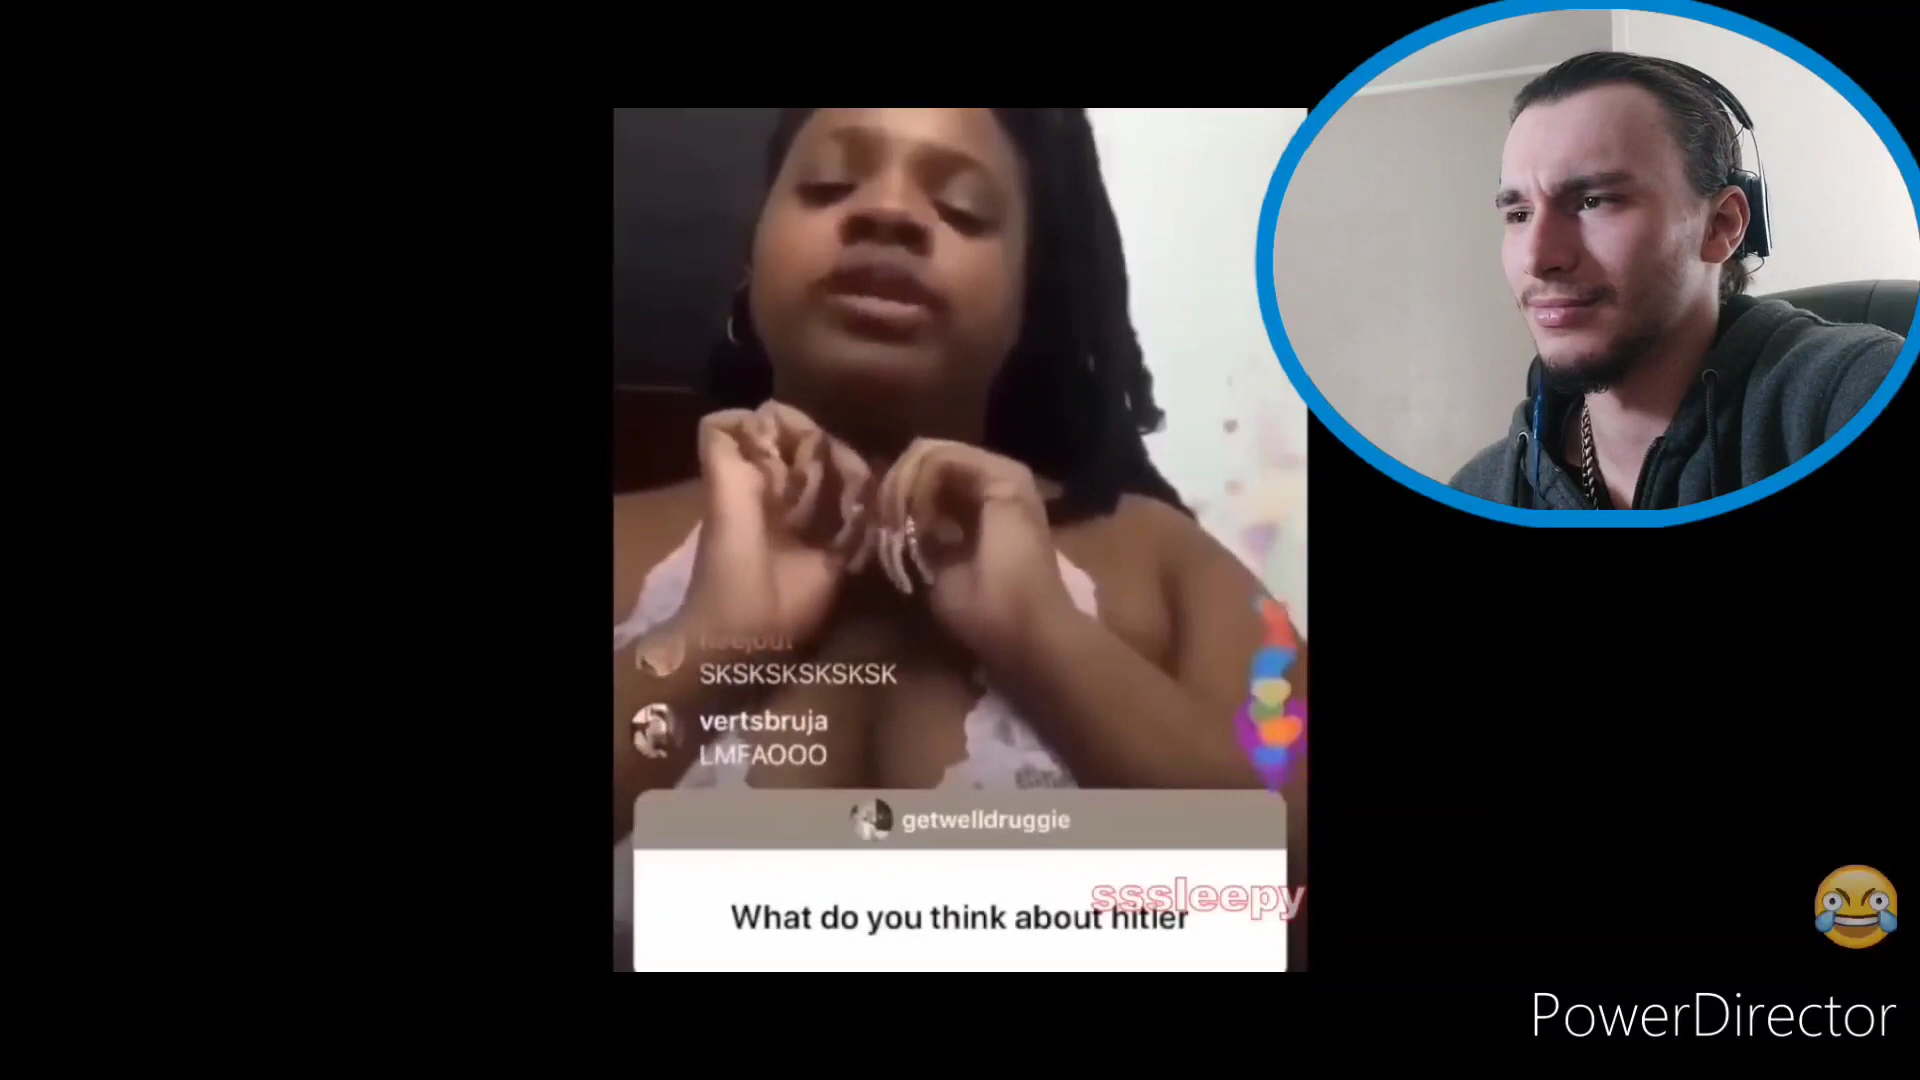 SKSKSKSKSKSK
vertsbruja
LMFAOOO
getwelldruggie
What do you think about hitler
sssleepy
PowerDirector